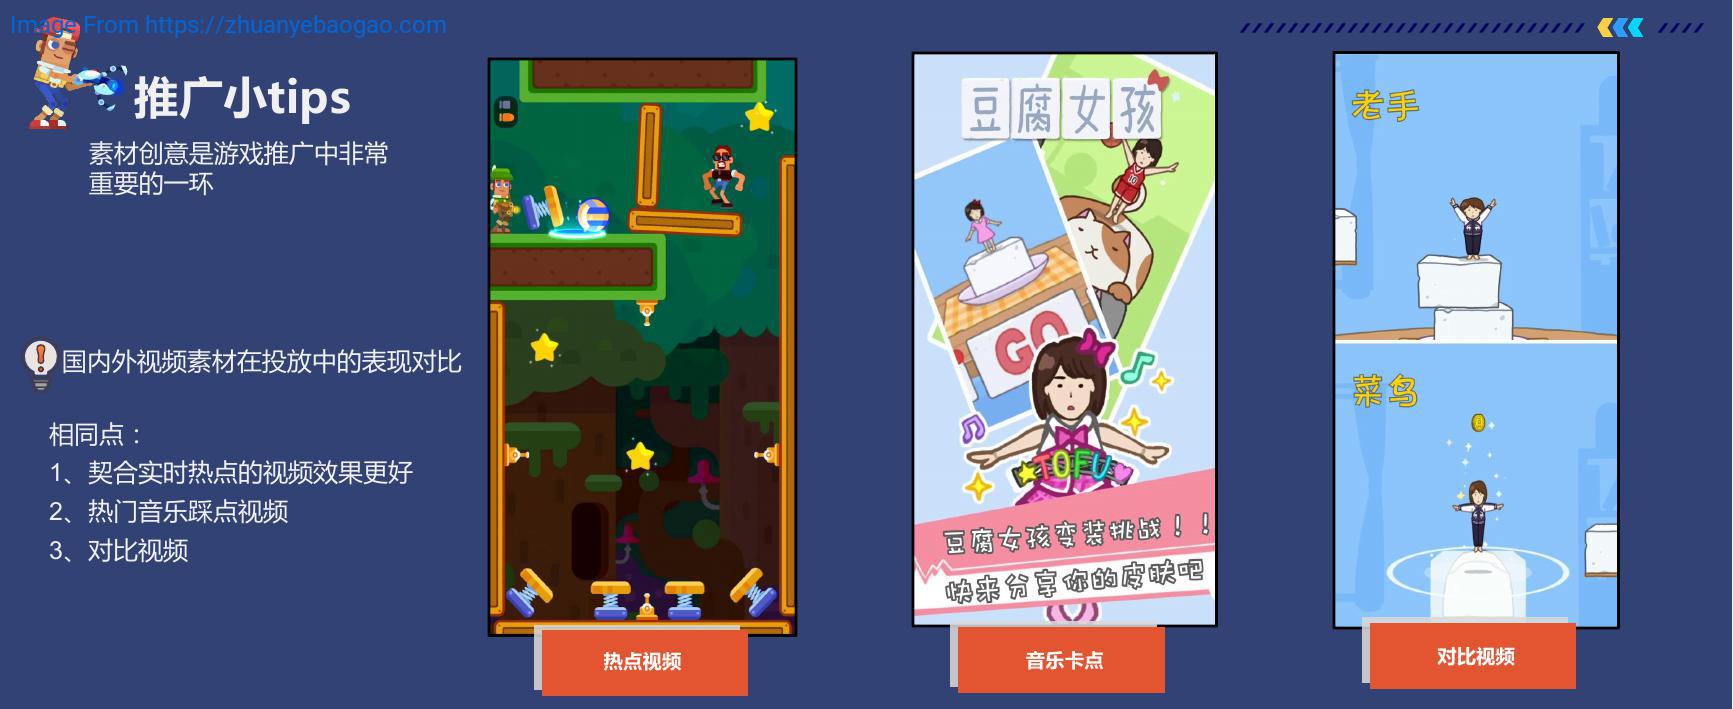 Image From https://zhuanyebaogao.com
推广小tips
素材创意是游戏推广中非常
重要的一环
国内外视频素材在投放中的表现对比
相同点：
1、契合实时热点的视频效果更好
2、热门音乐踩点视频
3、对比视频
热点视频
豆腐女孩
10
GO
TOFU
豆腐女孩变装挑战！！
快来分享你的皮肤吧
音乐卡点
老手
菜鸟
对比视频